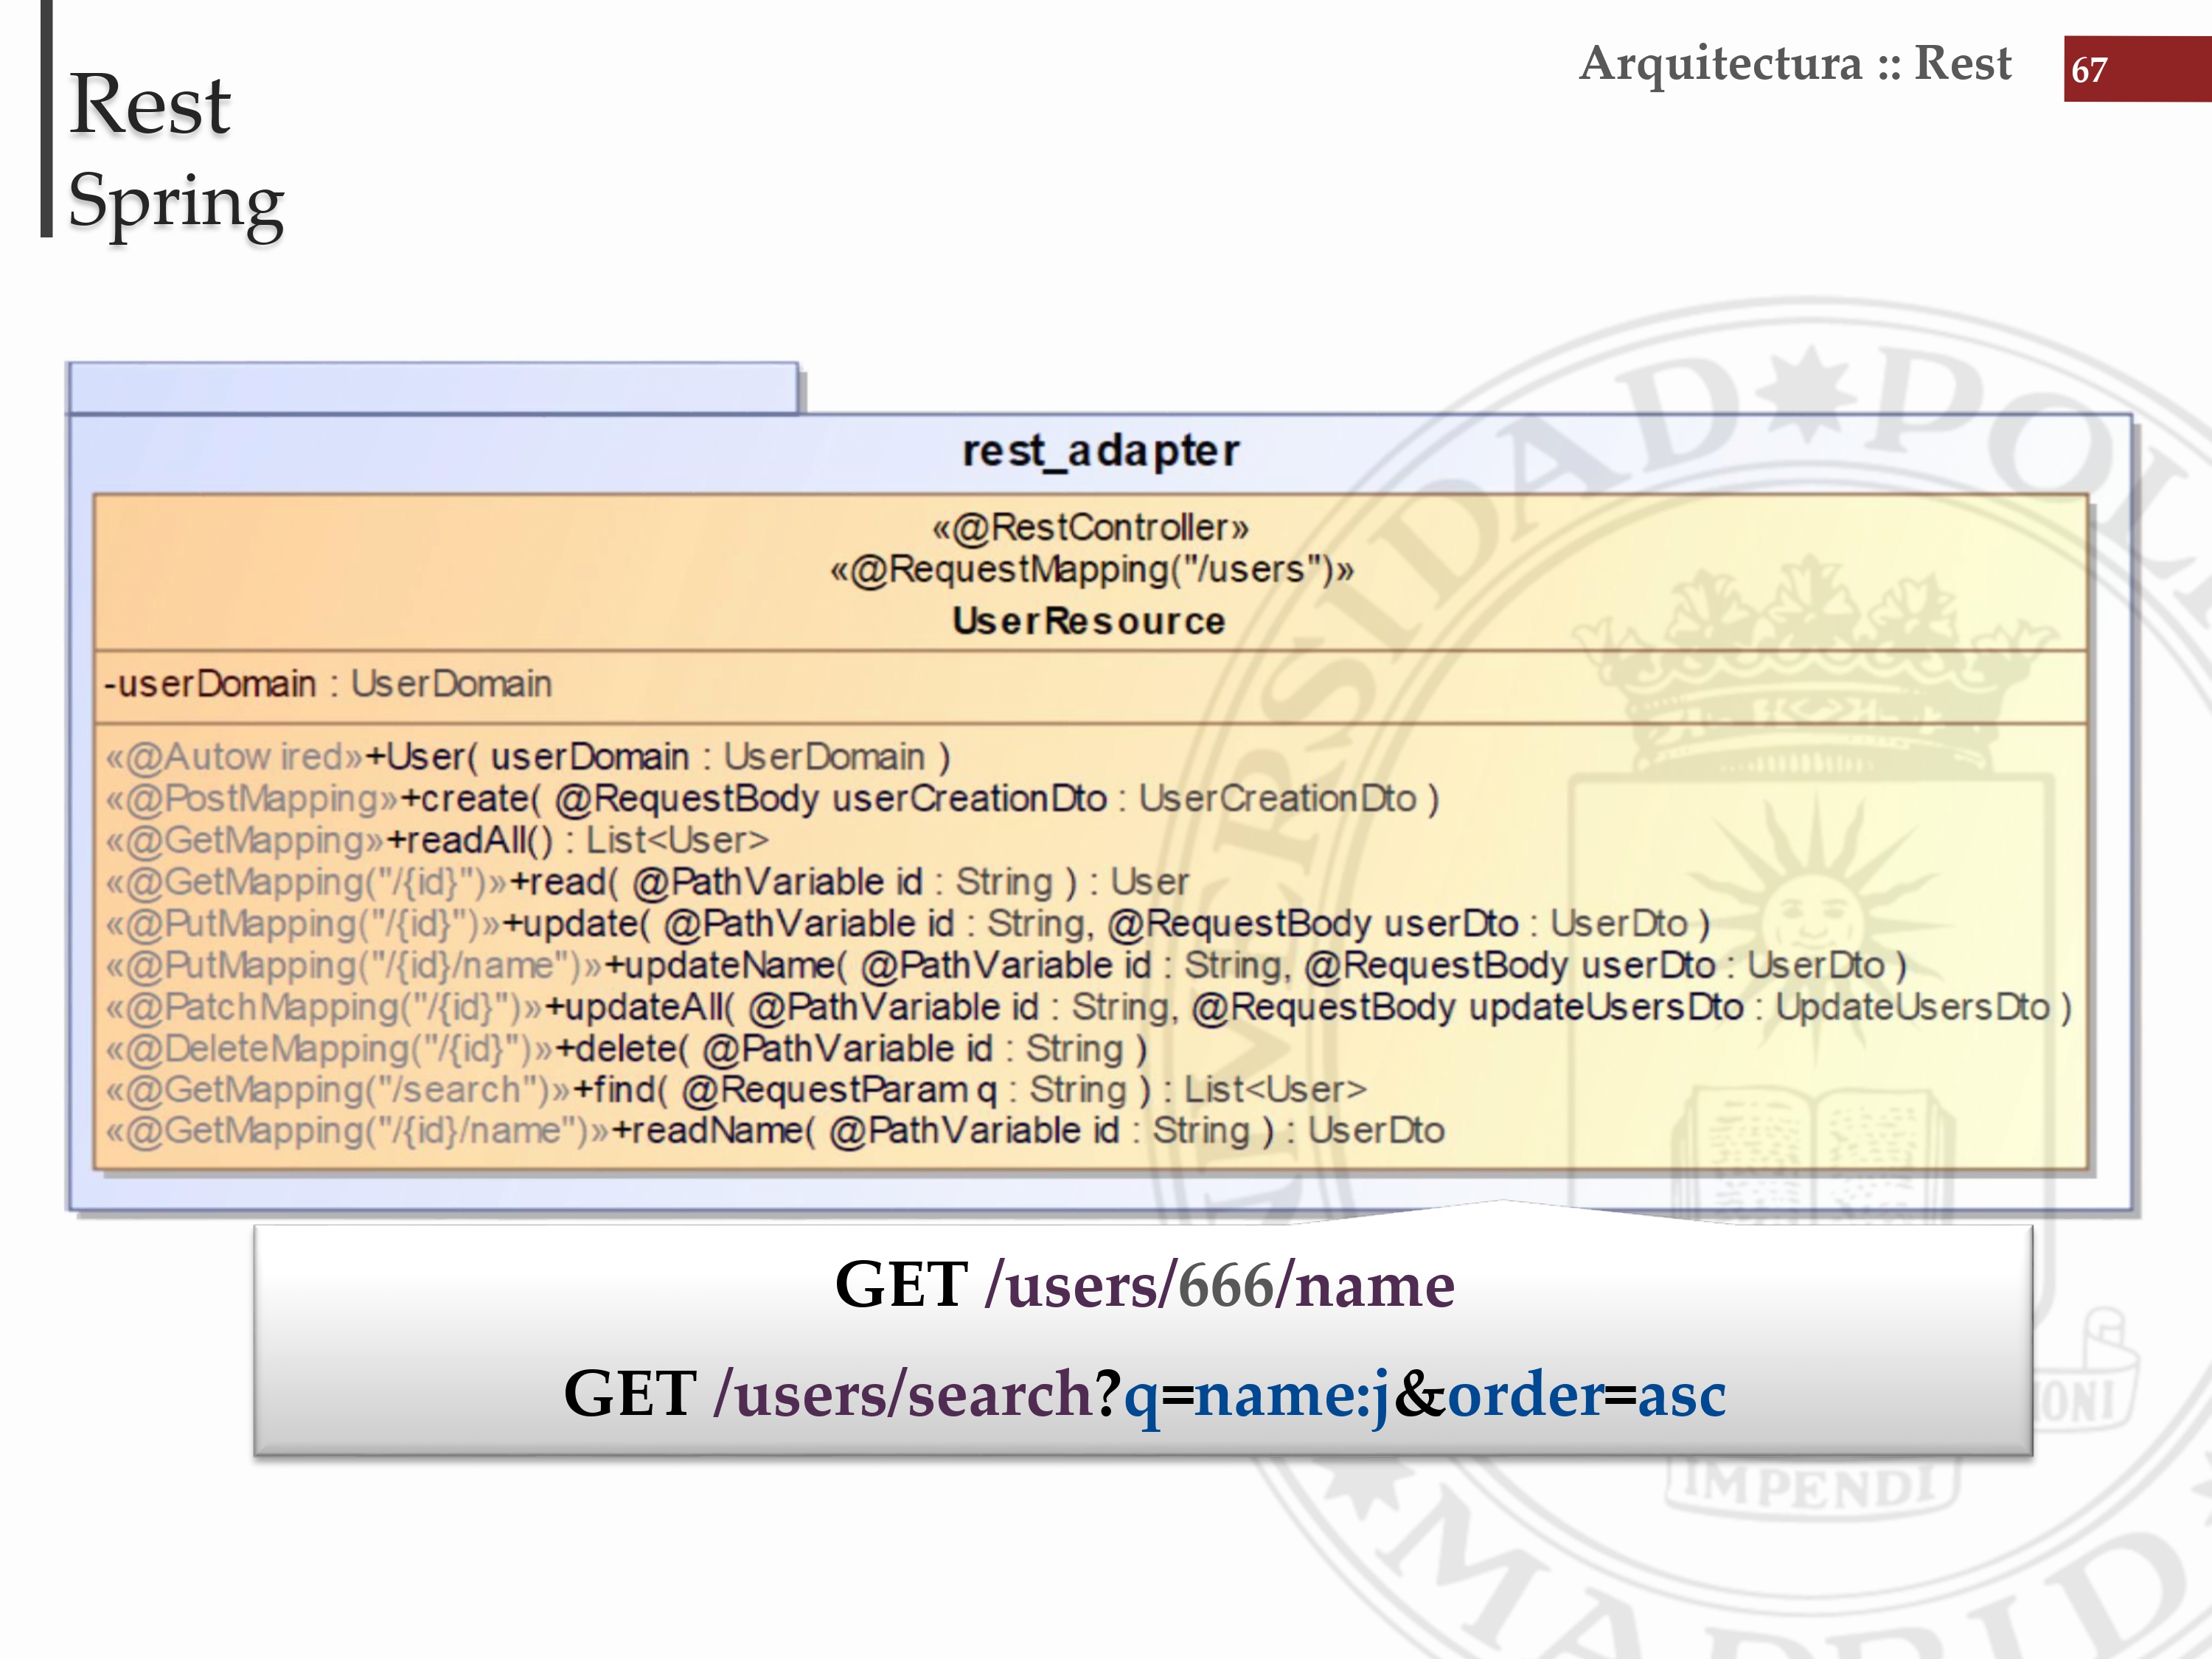 Arquitectura :: Rest
67
Rest
Spring
rest_adapter
«@RestController»
«@RequestMapping("/users")»
UserResource
-userDomain : UserDomain
«@Autowired»+User( userDomain : UserDomain )
«@PostMapping»+create( @RequestBody userCreationDto : UserCreationDto )
«@GetMapping»+readAll() : List<User>
«@GetMapping("/{id}")»+read( @PathVariable id : String ) : User
«@PutMapping("/{id}")»+update( @PathVariable id : String, @RequestBody userDto : UserDto )
«@PutMapping("/{id}/name")»+updateName( @PathVariable id : String, @RequestBody userDto : UserDto )
«@PatchMapping("/{id}")»+updateAll( @PathVariable id : String, @RequestBody updateUsersDto : UpdateUsersDto )
«@DeleteMapping("/{id}")»+delete( @PathVariable id : String )
«@GetMapping("/search")»+find( @RequestParam q : String ) : List<User>
«@GetMapping("/{id}/name")»+readName( @PathVariable id : String ) : UserDto
GET /users/666/name
GET /users/search?q=name:j&order=asc
IMPENDI